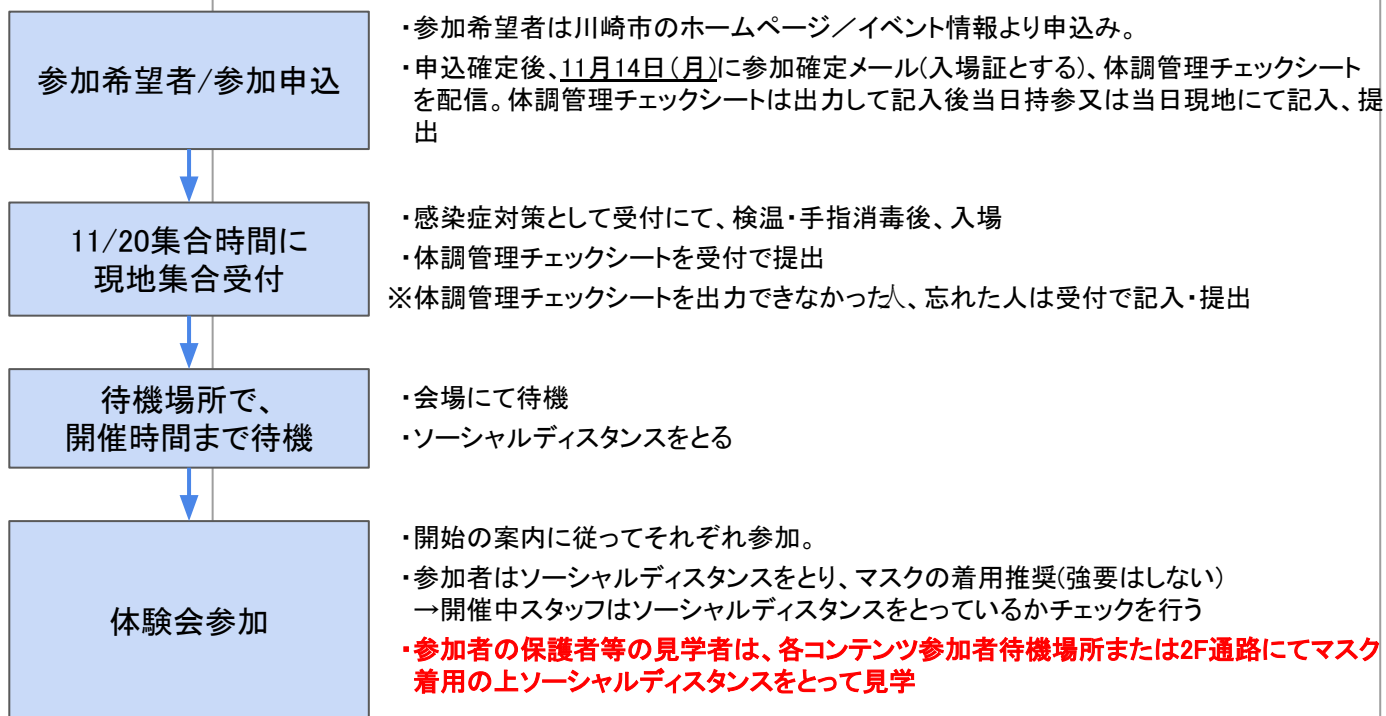 参加希望者/参加申込
・参加希望者は川崎市のホームページ／イベント情報より申込み。
・申込確定後、11月14日(月)に参加確定メール(入場証とする)、体調管理チェックシート
を配信。体調管理チェックシートは出力して記入後当日持参又は当日現地にて記入、提
出
11/20集合時間に
現地集合受付
・感染症対策として受付にて、検温・手指消毒後、入場
・体調管理チェックシートを受付で提出
※体調管理チェックシートを出力できなかった人、忘れた人は受付で記入・提出
待機場所で、
開催時間まで待機
・会場にて待機
・ソーシャルディスタンスをとる
体験会参加
・開始の案内に従ってそれぞれ参加。
・参加者はソーシャルディスタンスをとり、マスクの着用推奨(強要はしない)
→開催中スタッフはソーシャルディスタンスをとっているかチェックを行う
・参加者の保護者等の見学者は、各コンテンツ参加者待機場所または2F通路にてマスク
着用の上ソーシャルディスタンスをとって見学